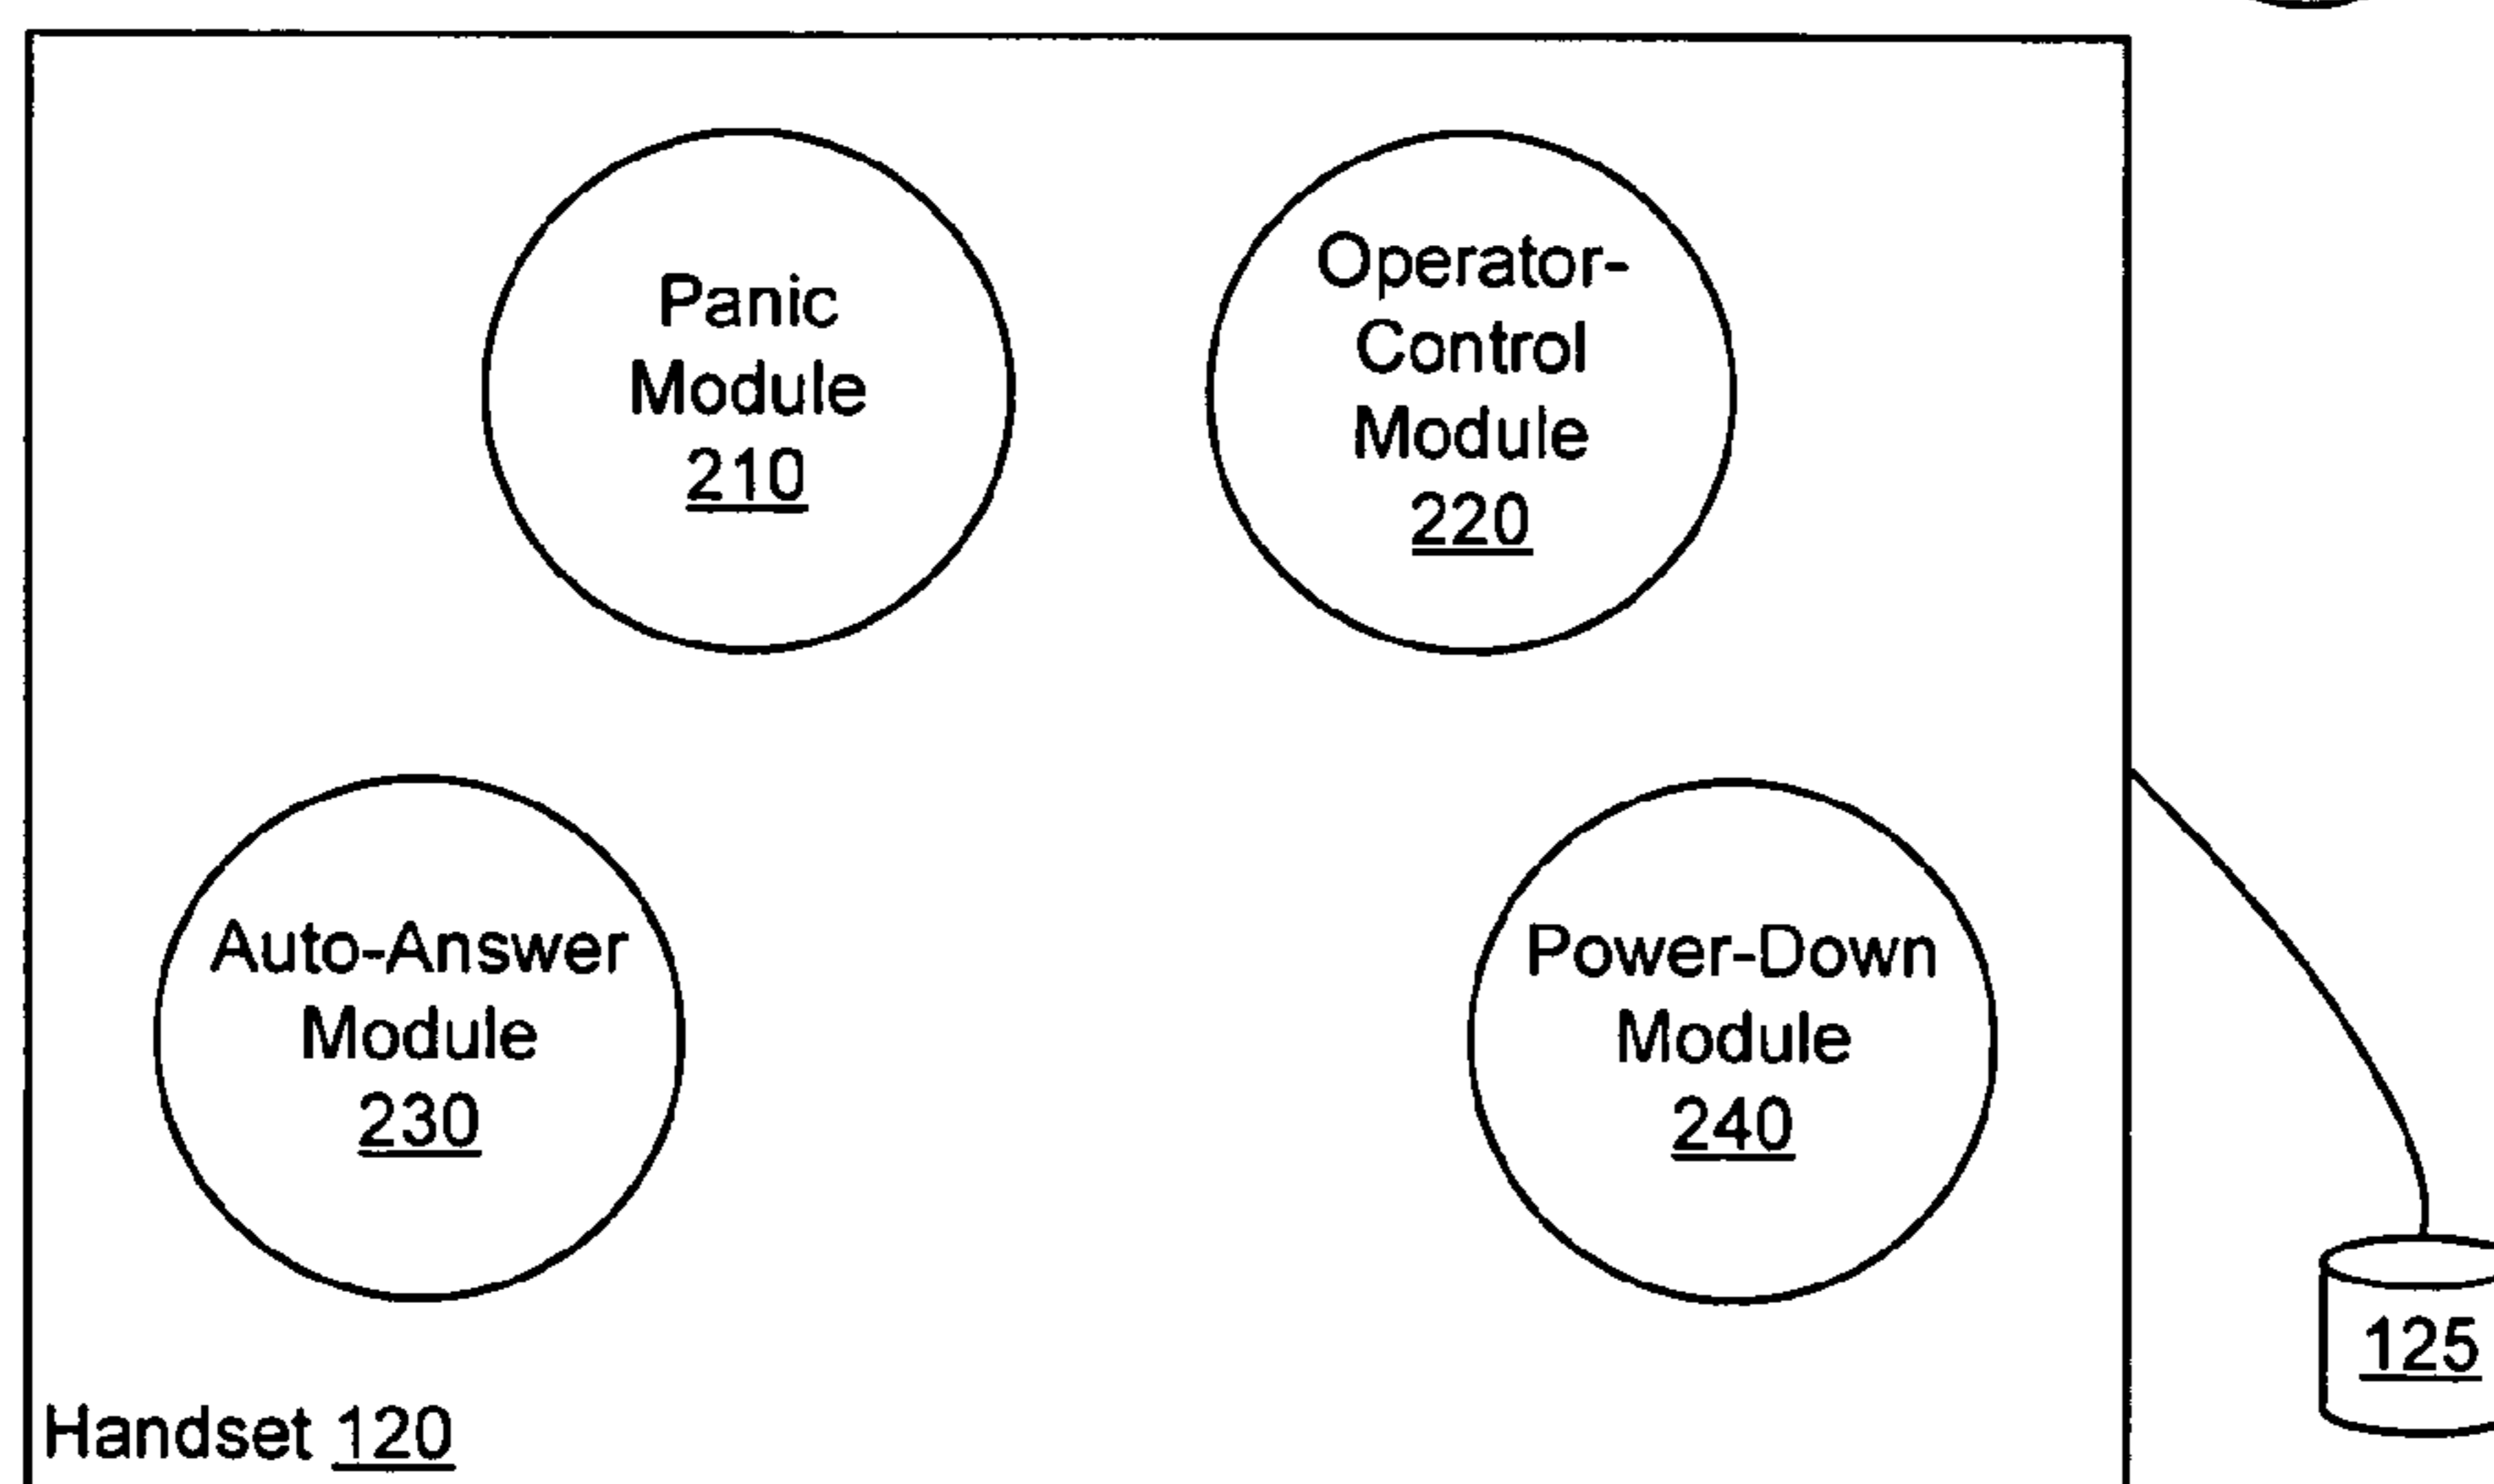 Panic
Module
210
Operator-
Control
Module
220
Auto-Answer
Module
230
Power-Down
Module
240
125
Handset 120